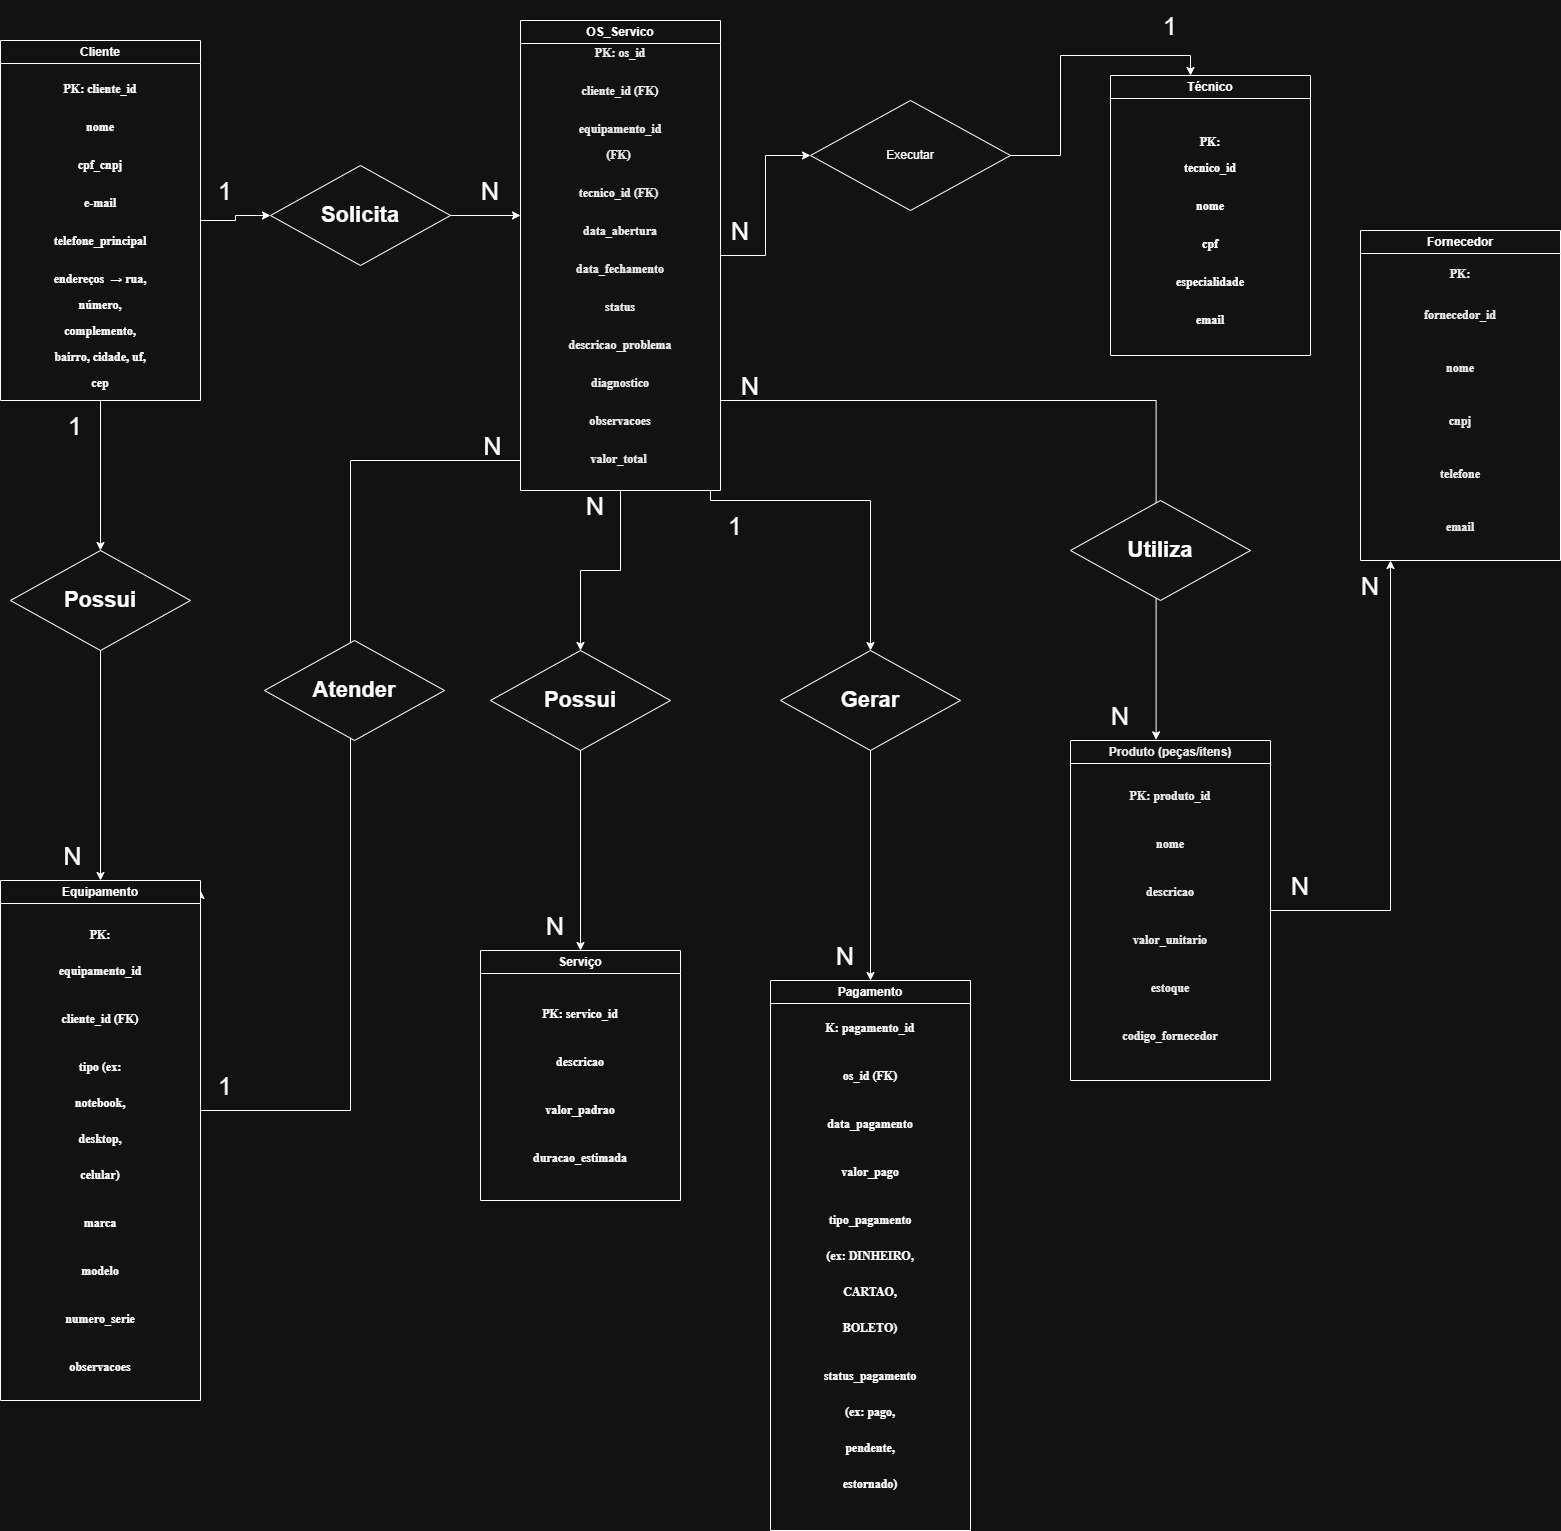 Cliente
PK: cliente_id
nome
cpf_cnpj
e-mail
telefone_principal
endereços → rua,
número,
complemento,
bairro, cidade, uf,
cep
1
Solicita
N
OS_Servico
PK: os_id
cliente_id (FK)
equipamento_id
(FK)
tecnico_id (FK)
data_abertura
data_fechamento
status
descricao_problema
diagnostico
observacoes
valor_total
N
Executar
1
Técnico
PK:
tecnico_id
nome
cpf
especialidade
email
Fornecedor
PK:
fornecedor_id
nome
cnpj
telefone
email
1
Possui
N
Equipamento
PK:
equipamento_id
cliente_id (FK)
tipo (ex:
notebook,
desktop,
celular)
marca
modelo
numero_serie
observacoes
N
Atender
1
N
Possui
N
Serviço
PK: servico_id
descricao
valor_padrao
duracao_estimada
1
Gerar
N
Pagamento
K: pagamento_id
os_id (FK)
data_pagamento
valor_pago
tipo_pagamento
(ex: DINHEIRO,
CARTAO,
BOLETO)
status_pagamento
(ex: pago,
pendente,
estornado)
N
Utiliza
N
Produto (peças/itens)
PK: produto_id
nome
descricao
valor_unitario
estoque
codigo_fornecedor
N
N